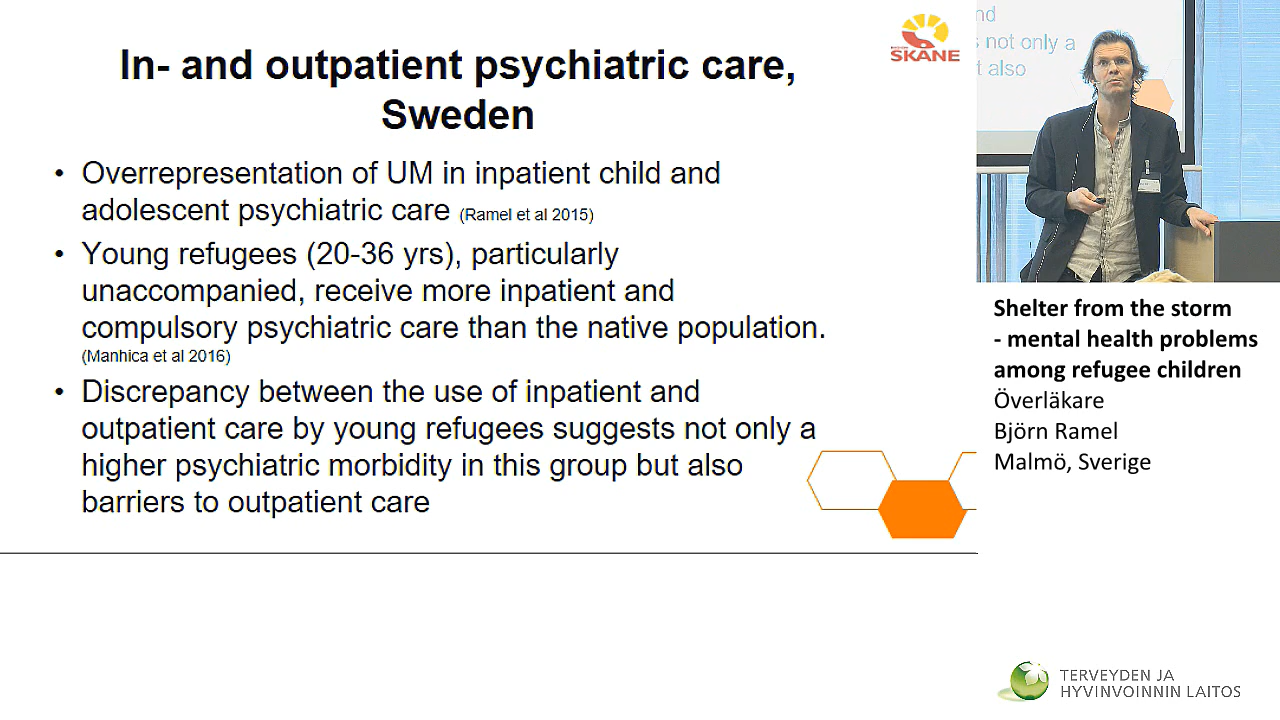 In- and outpatient psychiatric care,
Sweden
• Overrepresentation of UM in inpatient child and
adolescent psychiatric care (Ramel et al 2015)
• Young refugees (20-36 yrs), particularly
unaccompanied, receive more inpatient and
compulsory psychiatric care than the native population.
(Manhica et al 2016)
• Discrepancy between the use of inpatient and
outpatient care by young refugees suggests not only a
higher psychiatric morbidity in this group but also
barriers to outpatient care
SKANE
nd
not only a
t also
Shelter from the storm
- mental health problems
among refugee children
Överläkare
Björn Ramel
Malmö, Sverige
TERVEYDEN JA
HYVINVOINNIN LAITOS